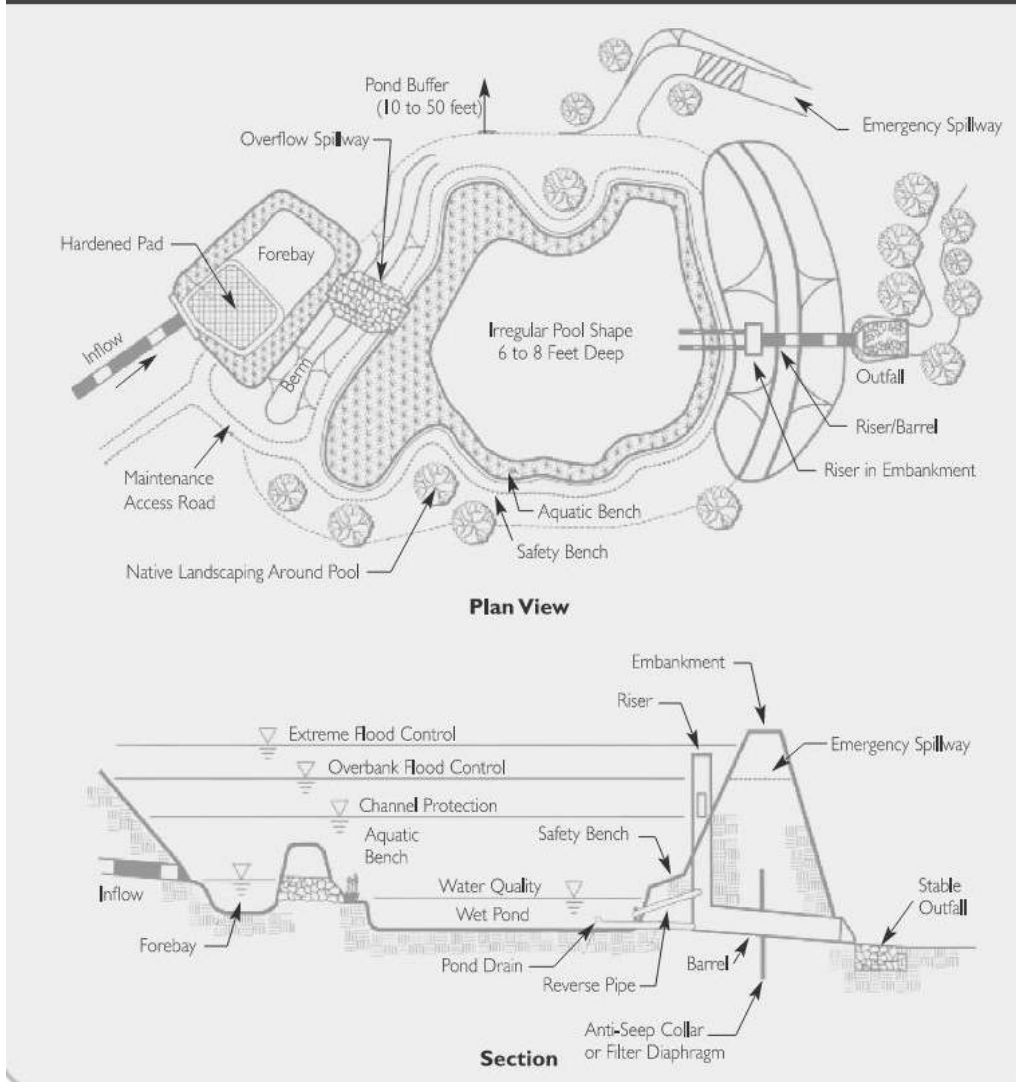 Pond Buffer
(10 to 50 feet)
Overflow Spillway
Emergency Spillway
Hardened Pad
Forebay
Inflow
Berm
Irregular Pool Shape
6 to 8 Feet Deep
Outfall
Riser/Barrel
Riser in Embankment
Maintenance
Access Road
Aquatic Bench
Safety Bench
Native Landscaping Around Pool
Plan View
Embankment
Riser
Extreme Flood Control
Emergency Spillway
Overbank Flood Control
Channel Protection
Aquatic
Bench
Safety Bench
Inflow
Water Quality
Wet Pond
Stable
Outfall
Forebay
Pond Drain
Barrel
Reverse Pipe
Anti-Seep Collar
or Filter Diaphragm
Section